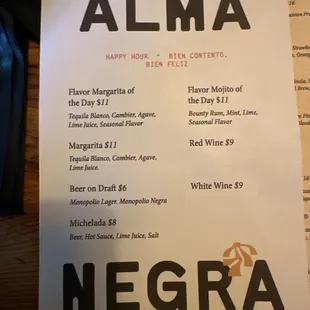 ALMA
HAPPY HOUR - BIEN CONTENTO,
BIEN FELIZ
Flavor Margarita of
the Day $11
Tequila Blanco, Cambier, Agave,
Lime Juice, Seasonal Flavor
Margarita $11
Tequila Blanco, Cambier, Agave,
Lime Juice.
Beer on Draft $6
Monopolio Lager. Monopolio Negra
Michelada $8
Beer, Hot Sauce, Lime Juice, Salt
Flavor Mojito of
the Day $11
Bounty Rum, Mint, Lime,
Seasonal Flavor
Red Wine $9
White Wine $9
NEGRA